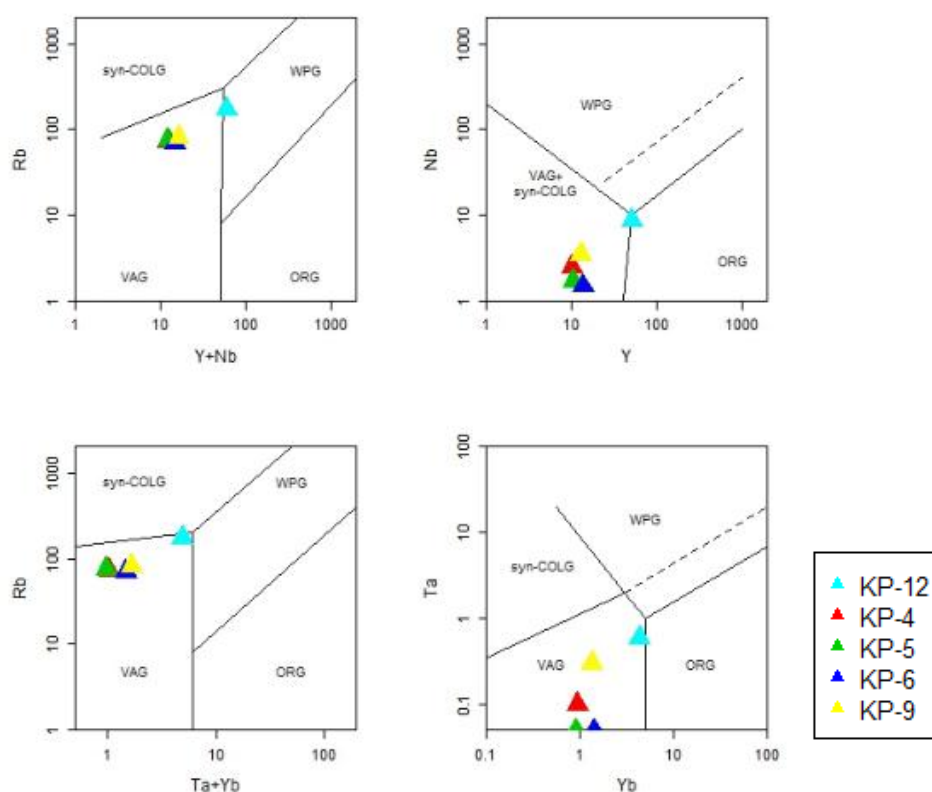 syn-COLG
WPG
VAG
ORG
Rb
1 10 100 1000
1 10 100 1000
Y+Nb
WPG
VAG+
syn-COLG
ORG
Nb
1 10 100 1000
1 10 100 1000
Y
syn-COLG
WPG
VAG
ORG
Rb
1 10 100 1000
1 10 100
Ta+Yb
WPG
syn-COLG
VAG
ORG
Ta
0.1 1 10 100
0.1 1 10 100
Yb
KP-12
KP-4
KP-5
KP-6
KP-9